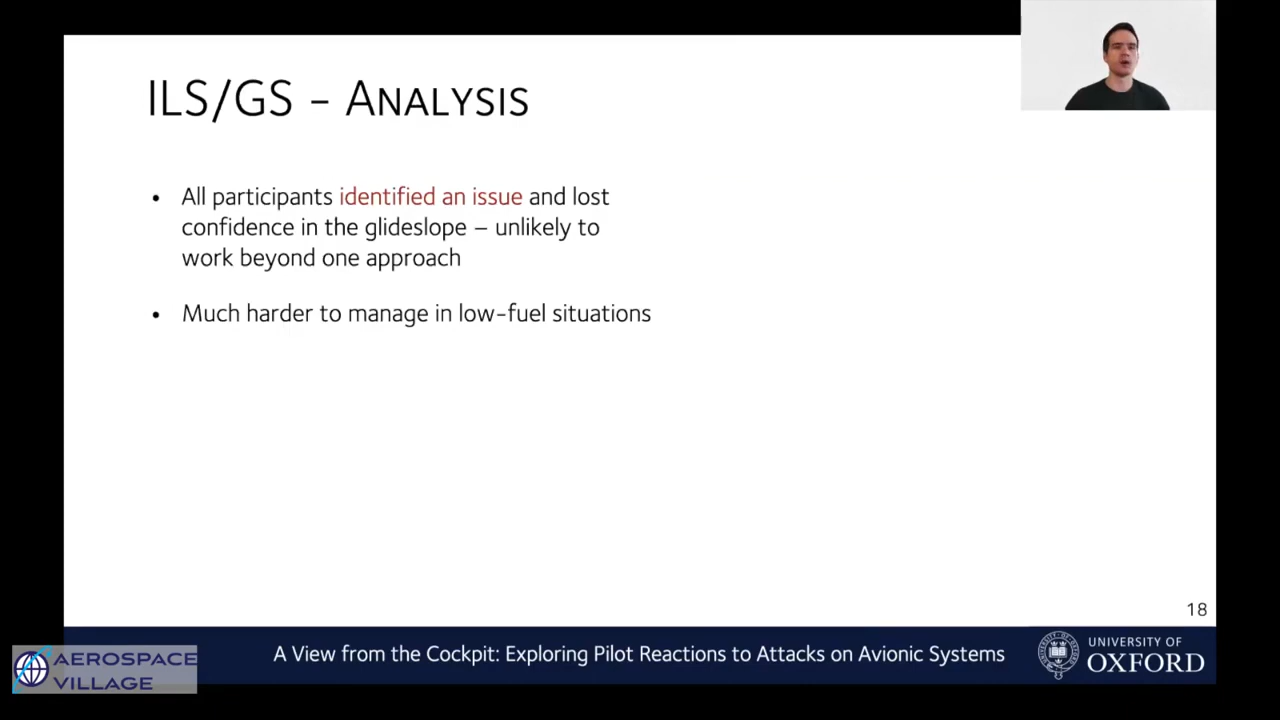 ILS/GS – ANALYSIS
• All participants identified an issue and lost
confidence in the glideslope – unlikely to
work beyond one approach
• Much harder to manage in low-fuel situations
18
A View from the Cockpit: Exploring Pilot Reactions to Attacks on Avionic Systems
UNIVERSITY OF
OXFORD
AEROSPACE
VILLAGE